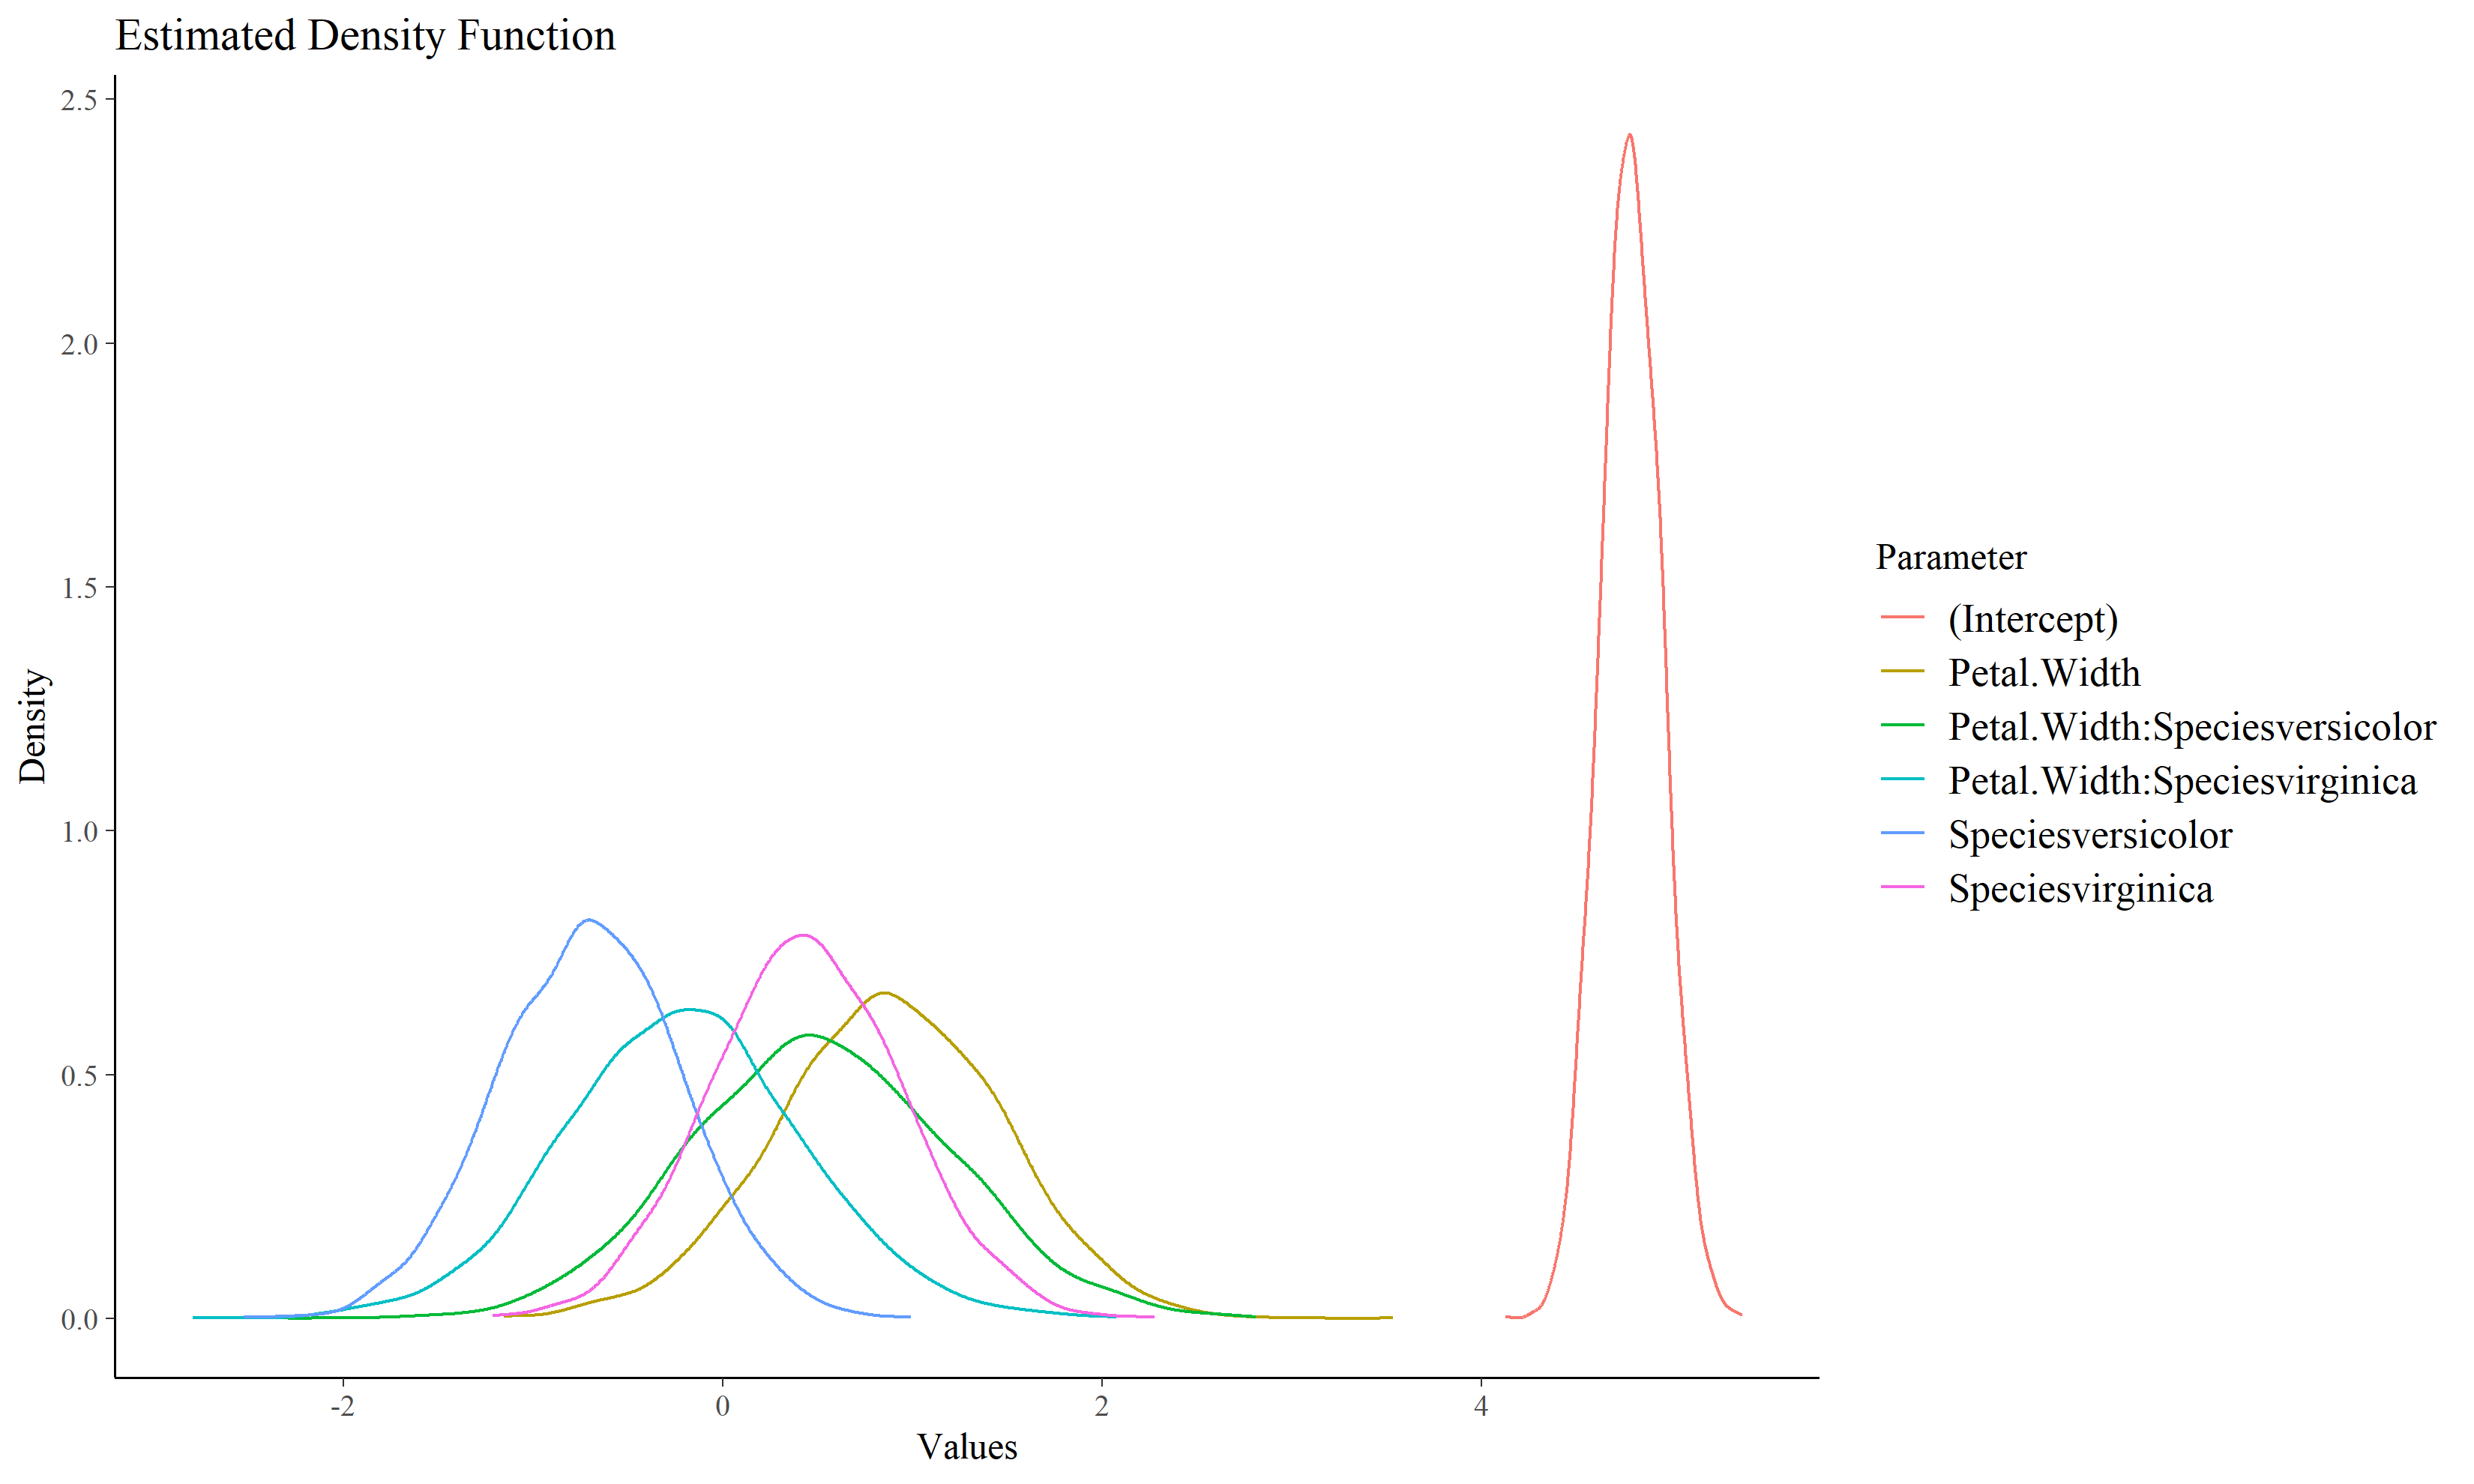 Estimated Density Function
2.5
2.0
1.5
1.0
0.5
0.0
Density
-2 0 2 4
Values
Parameter
(Intercept)
Petal.Width
Petal.Width:Speciesversicolor
Petal.Width:Speciesvirginica
Speciesversicolor
Speciesvirginica